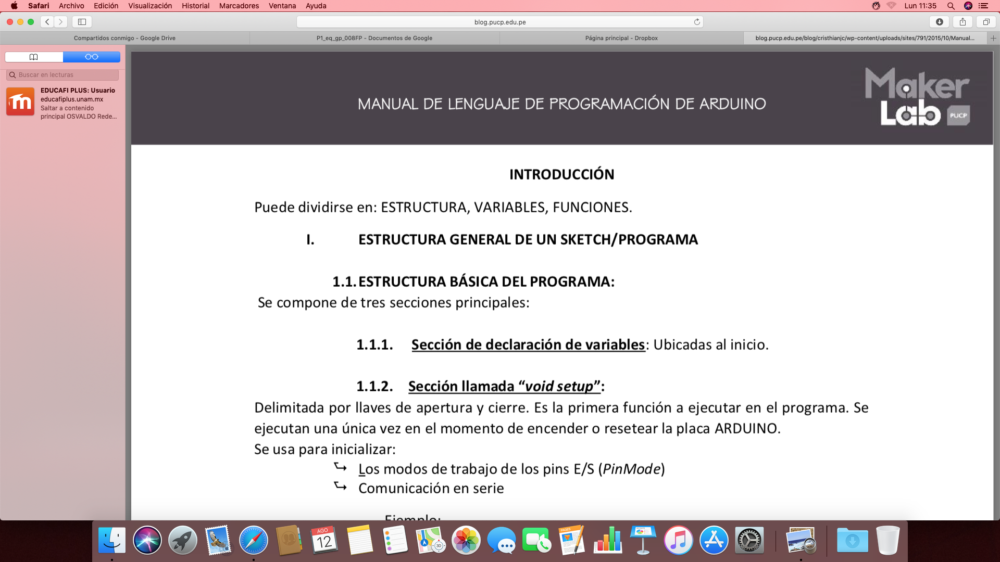 Safari Archivo Edición Visualización Historial Marcadores Ventana Ayuda Lun 11:35
blog.pucp.edu.pe
Compartidos conmigo - Google Drive
P1_eq_gp_008FP - Documentos de Google
Página principal - Dropbox
blog.pucp.edu.pe/blog/cristhianjc/wp-content/uploads/sites/791/2015/10/Manual...
Buscar en lecturas
EDUCAFI PLUS: Usuario
educafiplus.unam.mx
Saltar a contenido
principal OSVALDO Rede...
MANUAL DE LENGUAJE DE PROGRAMACIÓN DE ARDUINO
Maker
Lab PUCP
INTRODUCCIÓN
Puede dividirse en: ESTRUCTURA, VARIABLES, FUNCIONES.
I. ESTRUCTURA GENERAL DE UN SKETCH/PROGRAMA
1.1. ESTRUCTURA BÁSICA DEL PROGRAMA:
Se compone de tres secciones principales:
1.1.1. Sección de declaración de variables: Ubicadas al inicio.
1.1.2. Sección llamada “void setup”:
Delimitada por llaves de apertura y cierre. Es la primera función a ejecutar en el programa. Se
ejecutan una única vez en el momento de encender o resetear la placa ARDUINO.
Se usa para inicializar:
Los modos de trabajo de los pins E/S (PinMode)
Comunicación en serie
Ejemplo:
AGO
12
PAGES
3D